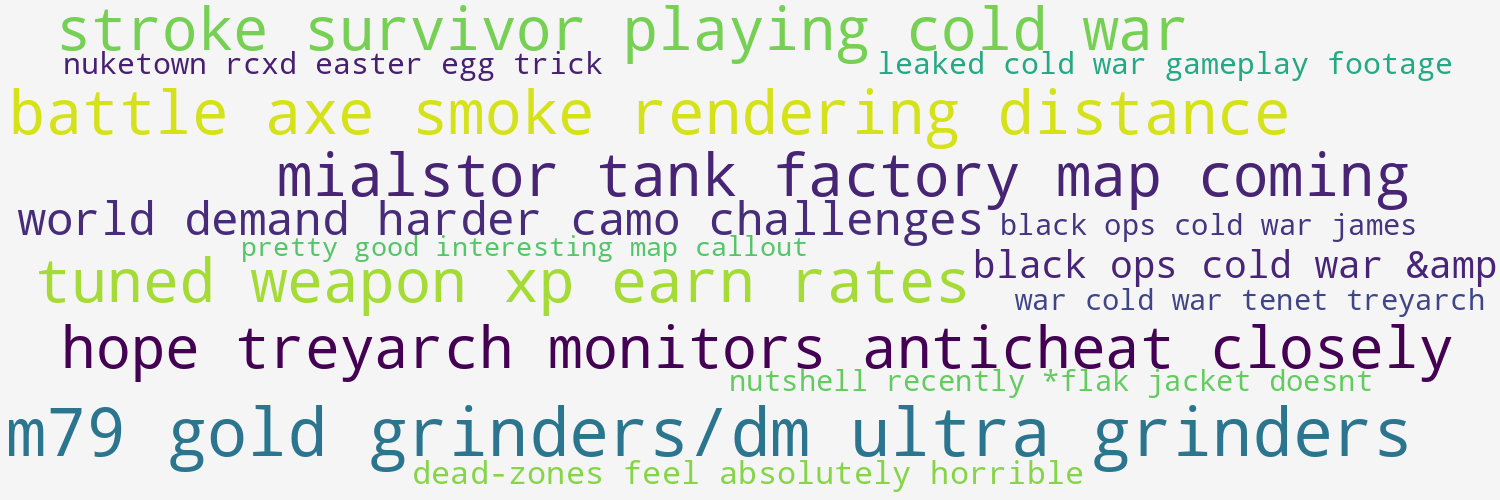 stroke survivor playing cold war
nuketown rcxd easter egg trick
leaked cold war gameplay footage
battle axe smoke rendering distance
mialstor tank factory map coming
world demand harder camo challenges
black ops cold war james
pretty good interesting map callout
black ops cold war &amp
tuned weapon xp earn rates
war cold war tenet treyarch
hope treyarch monitors anticheat closely
nutshell recently *flak jacket doesnt
m79 gold grinders/dm ultra grinders
dead-zones feel absolutely horrible